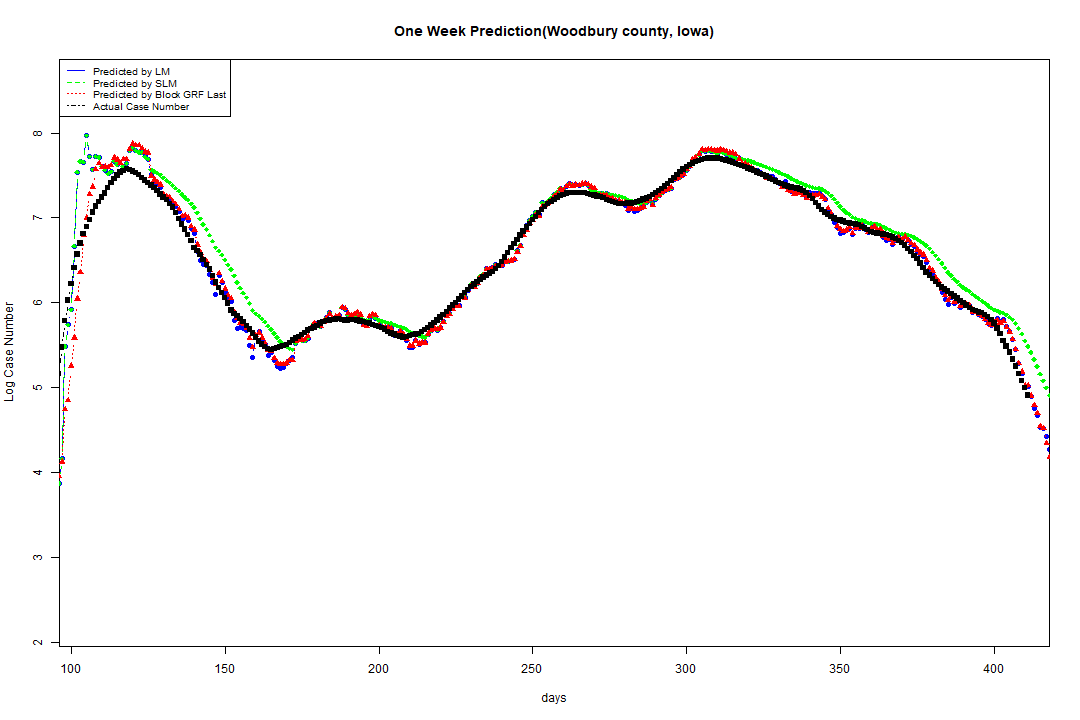 One Week Prediction(Woodbury county, Iowa)
Predicted by LM
Predicted by SLM
Predicted by Block GRF Last
Actual Case Number
8
7
6
5
4
3
2
Log Case Number
100 150 200 250 300 350 400
days